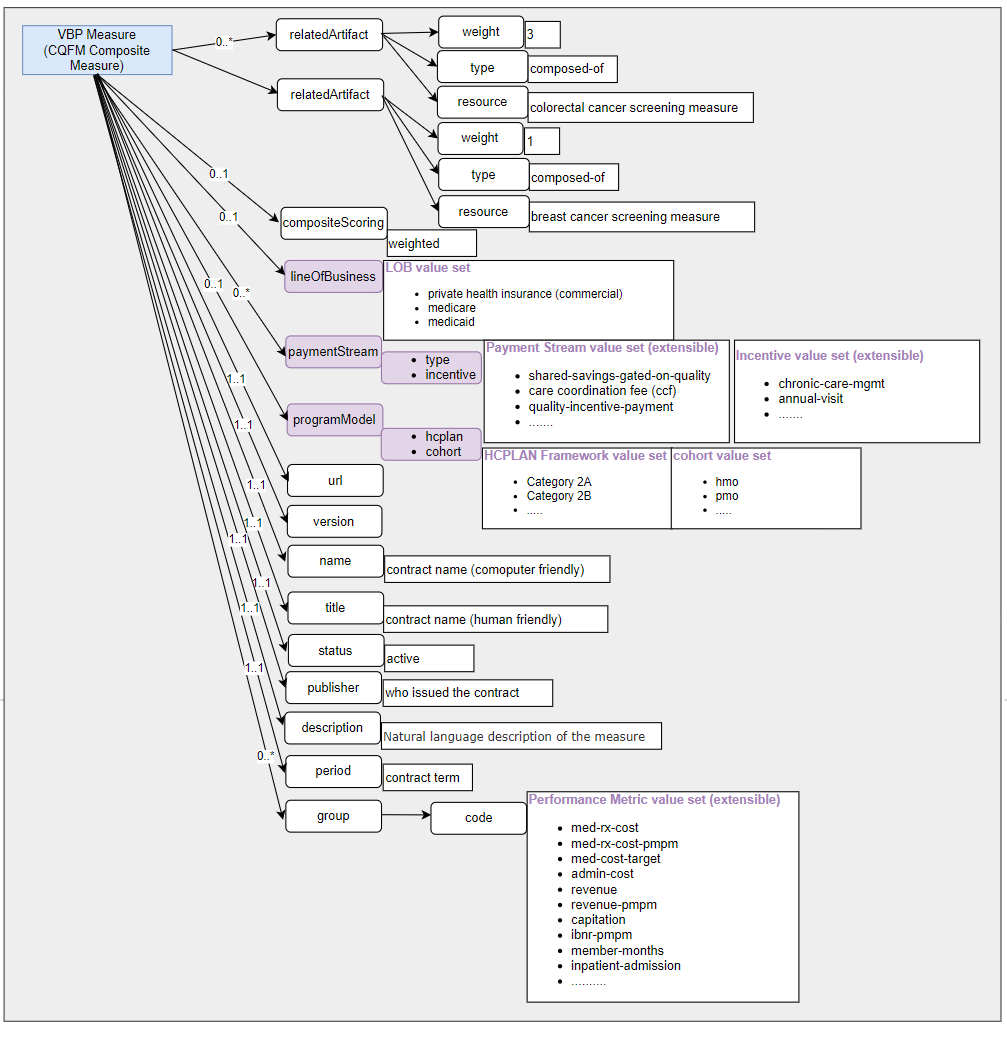 VBP Measure
(CQFM Composite
Measure)
0..*
relatedArtifact
weight
3
type
composed-of
resource
colorectal cancer screening measure
relatedArtifact
weight
1
type
composed-of
resource
breast cancer screening measure
0..1
compositeScoring
weighted
0..1
lineOfBusiness
LOB value set
• private health insurance (commercial)
• medicare
• medicaid
0..1
0..*
paymentStream
• type
• incentive
Payment Stream value set (extensible)
• shared-savings-gated-on-quality
• care coordination fee (ccf)
• quality-incentive-payment
• .......
Incentive value set (extensible)
• chronic-care-mgmt
• annual-visit
• .......
programModel
• hcplan
• cohort
HCPLAN Framework value set
• Category 2A
• Category 2B
• .....
cohort value set
• hmo
• pmo
• .....
1..1
url
1..1
version
1..1
name
contract name (comoputer friendly)
1..1
title
contract name (human friendly)
1..1
status
active
1..1
publisher
who issued the contract
1..1
description
Natural language description of the measure
1..1
period
contract term
0..*
group
code
Performance Metric value set (extensible)
• med-rx-cost
• med-rx-cost-pmpm
• med-cost-target
• admin-cost
• revenue
• revenue-pmpm
• capitation
• ibnr-pmpm
• member-months
• inpatient-admission
• ..........